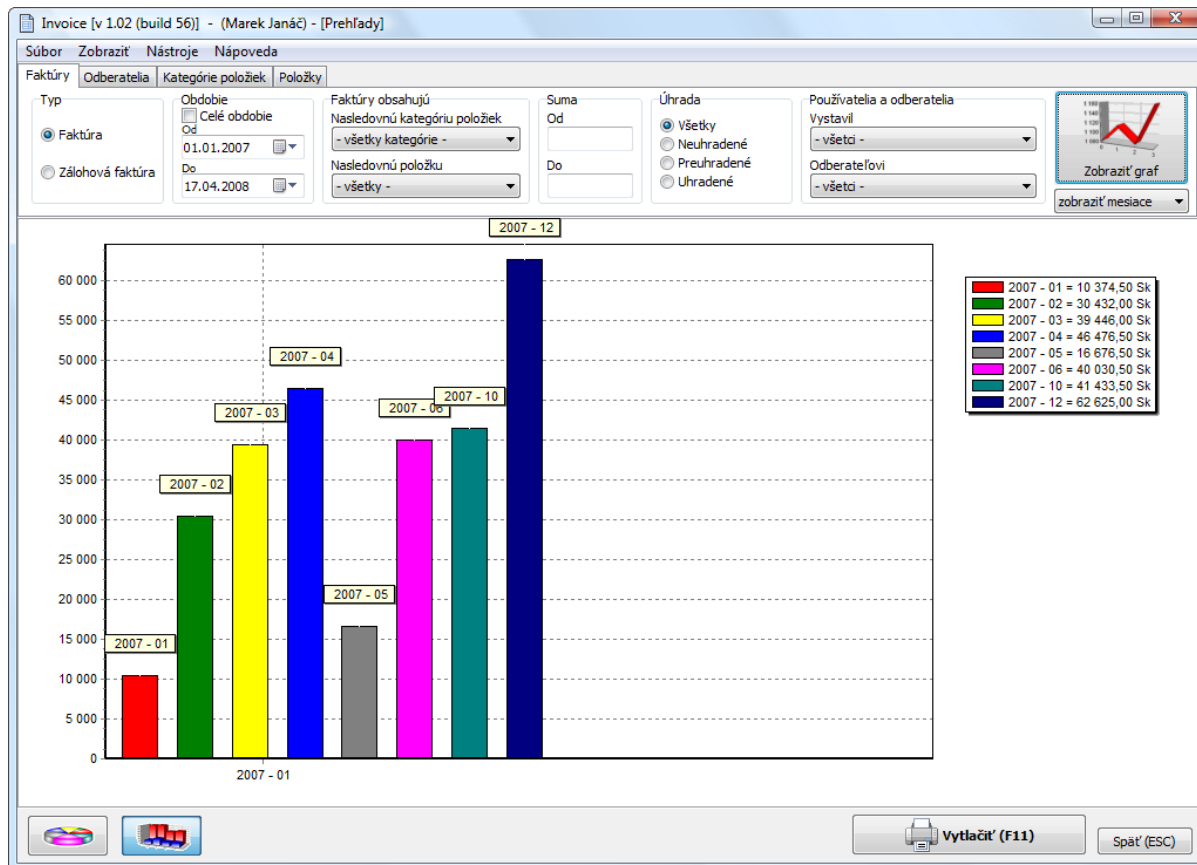 Invoice [v 1.02 (build 56)] - (Marek Janáč) - [Prehľady]
Súbor Zobraziť Nástroje Nápoveda
Faktúry Odberatelia Kategórie položiek Položky
Typ
Faktúra
Zálohová faktúra
Obdobie
Celé obdobie
Od
01.01.2007
Do
17.04.2008
Faktúry obsahujú
Nasledovnú kategóriu položiek
- všetky kategórie -
Nasledovnú položku
- všetky -
Suma
Od
Do
Úhrada
Všetky
Neuhradené
Preuhradené
Uhradené
Používatelia a odberatelia
Vystavil
- všetci -
Odberateľovi
- všetci -
Zobraziť graf
zobraziť mesiace
60 000
55 000
50 000
45 000
40 000
35 000
30 000
25 000
20 000
15 000
10 000
5 000
0
2007 - 01
2007 - 02
2007 - 03
2007 - 04
2007 - 05
2007 - 06
2007 - 10
2007 - 12
2007 - 01
2007 - 01 = 10 374,50 Sk
2007 - 02 = 30 432,00 Sk
2007 - 03 = 39 446,00 Sk
2007 - 04 = 46 476,50 Sk
2007 - 05 = 16 676,50 Sk
2007 - 06 = 40 030,50 Sk
2007 - 10 = 41 433,50 Sk
2007 - 12 = 62 625,00 Sk
Vytlačiť (F11)
Späť (ESC)